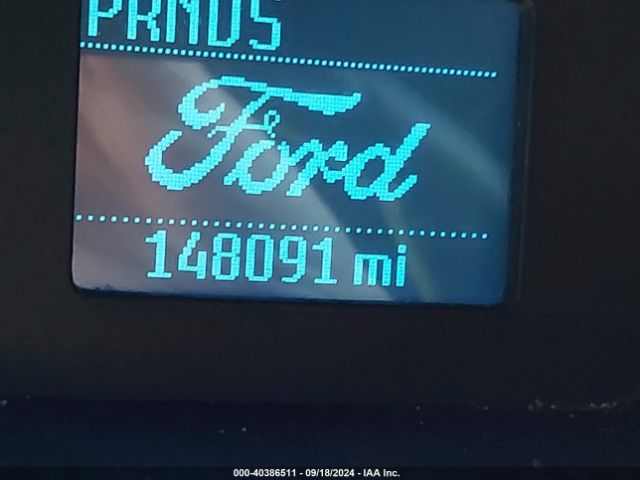 PRNDS
Ford
148091 mi
000-40386511 - 09/18/2024 - IAA Inc.